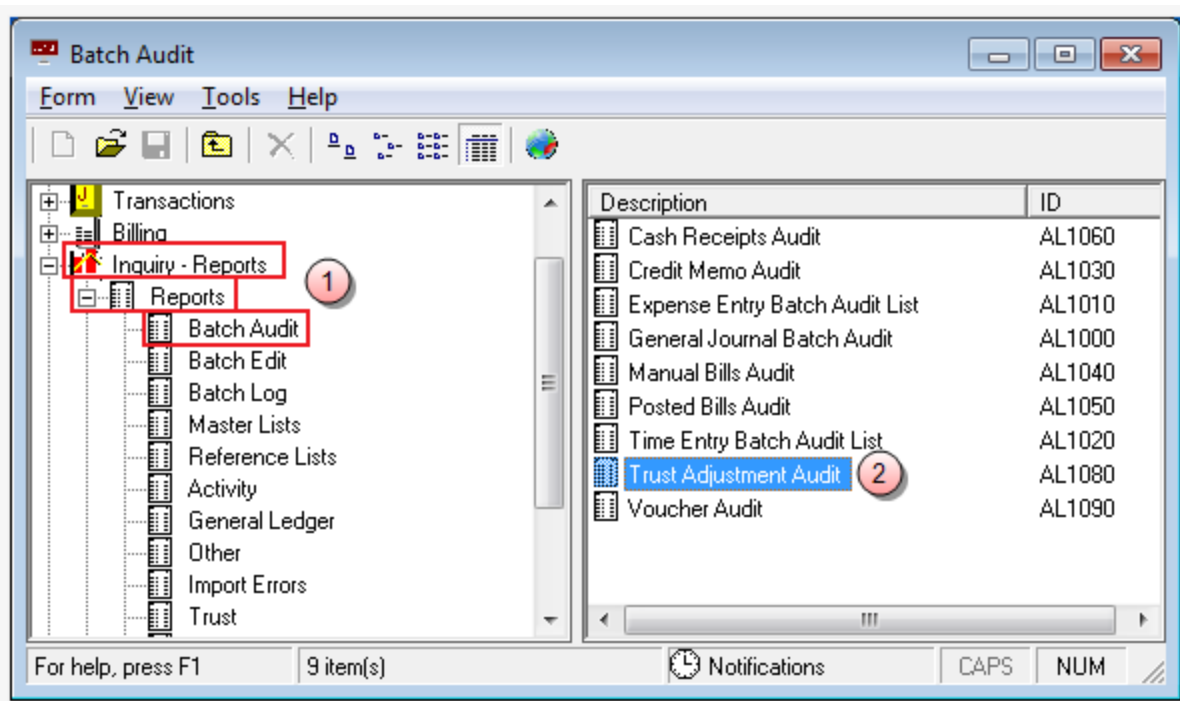 Batch Audit
Form View Tools Help
Transactions
Billing
Inquiry - Reports
1
Reports
Batch Audit
Batch Edit
Batch Log
Master Lists
Reference Lists
Activity
General Ledger
Other
Import Errors
Trust
Description ID
Cash Receipts Audit AL1060
Credit Memo Audit AL1030
Expense Entry Batch Audit List AL1010
General Journal Batch Audit AL1000
Manual Bills Audit AL1040
Posted Bills Audit AL1050
Time Entry Batch Audit List AL1020
Trust Adjustment Audit 2 AL1080
Voucher Audit AL1090
For help, press F1 9 item(s) Notifications CAPS NUM